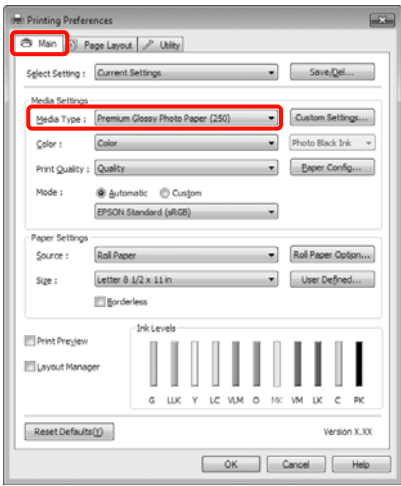 Printing Preferences
Main Page Layout Utility
Select Setting : Current Settings Save/Del...
Media Settings
Media Type : Premium Glossy Photo Paper (250) Custom Settings...
Color : Color Photo Black Ink
Print Quality : Quality Paper Config...
Mode : Automatic Custom
EPSON Standard (sRGB)
Paper Settings
Source : Roll Paper Roll Paper Option...
Size : Letter 8 1/2 x 11 in User Defined...
Borderless
Print Preview
Ink Levels
Layout Manager
G LLK Y LC VLM O MK VM LK C PK
Reset Defaults(Y) Version X.XX
OK Cancel Help